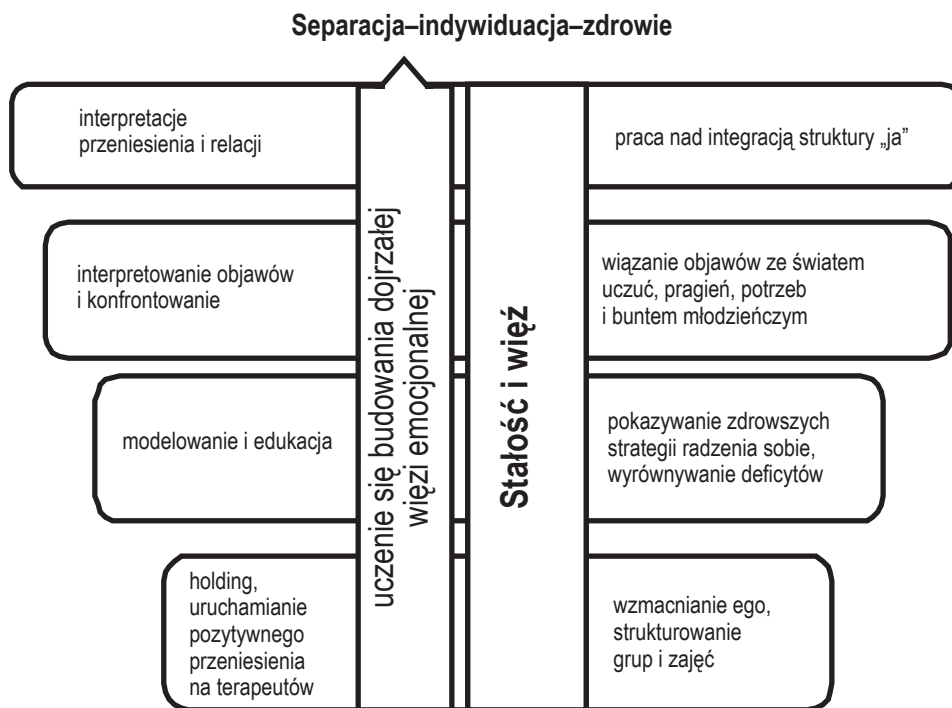 Separacja–indywiduacja–zdrowie
interpretacje
przeniesienia i relacji
praca nad integracją struktury „ja”
interpretowanie objawów
i konfrontowanie
wiązanie objawów ze światem
uczuć, pragień, potrzeb
i buntem młodzieńczym
modelowanie i edukacja
pokazywanie zdrowszych
strategii radzenia sobie,
wyrównywanie deficytów
holding,
uruchamianie
pozytywnego
przeniesienia
na terapeutów
wzmacnianie ego,
strukturowanie
grup i zajęć
uczenie się budowania dojrzałej
więzi emocjonalnej
Stałość i więź